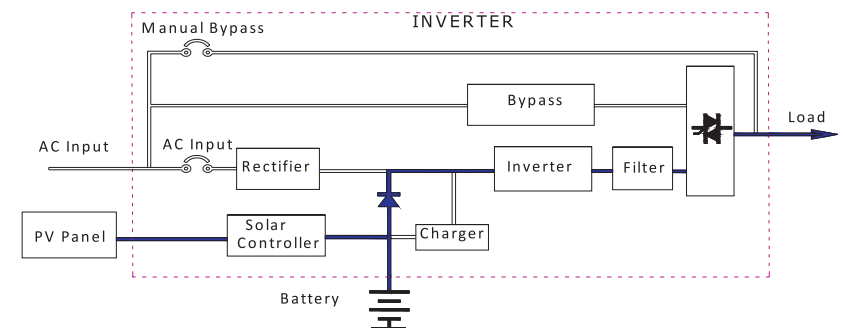 INVERTER
Manual Bypass
Bypass
Load
AC Input
AC Input
Rectifier
Inverter
Filter
PV Panel
Solar
Controller
Charger
Battery